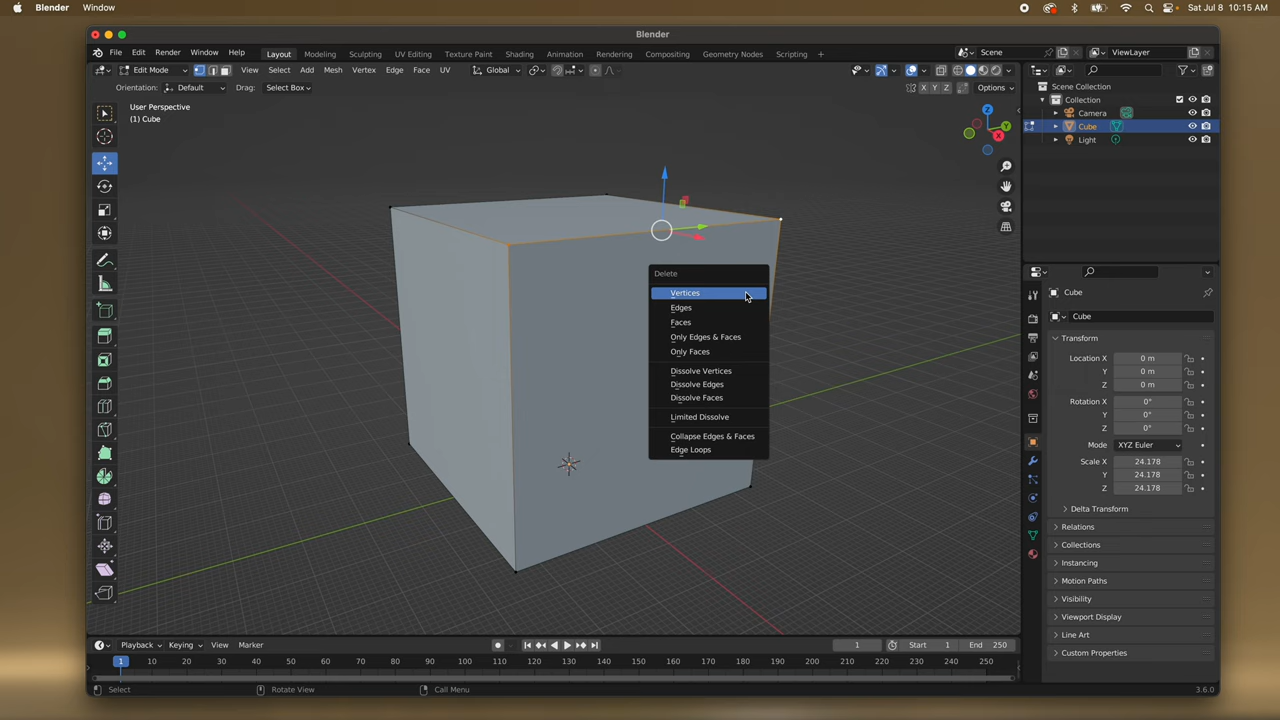 Blender Window Sat Jul 8 10:15 AM
Blender
File Edit Render Window Help Layout Modeling Sculpting UV Editing Texture Paint Shading Animation Rendering Compositing Geometry Nodes Scripting + Scene ViewLayer
Edit Mode View Select Add Mesh Vertex Edge Face UV Global
Orientation: Default Drag: Select Box X Y Z Options
User Perspective
(1) Cube
Z
Y
X
Scene Collection
Collection
Camera
Cube
Light
Delete
Vertices
Edges
Faces
Only Edges & Faces
Only Faces
Dissolve Vertices
Dissolve Edges
Dissolve Faces
Limited Dissolve
Collapse Edges & Faces
Edge Loops
Cube
Cube
Transform
Location X 0 m
Y 0 m
Z 0 m
Rotation X 0°
Y 0°
Z 0°
Mode XYZ Euler
Scale X 24.178
Y 24.178
Z 24.178
Delta Transform
Relations
Collections
Instancing
Motion Paths
Visibility
Viewport Display
Line Art
Custom Properties
Playback Keying View Marker 1 Start 1 End 250
1 10 20 30 40 50 60 70 80 90 100 110 120 130 140 150 160 170 180 190 200 210 220 230 240 250
Select Rotate View Call Menu 3.6.0